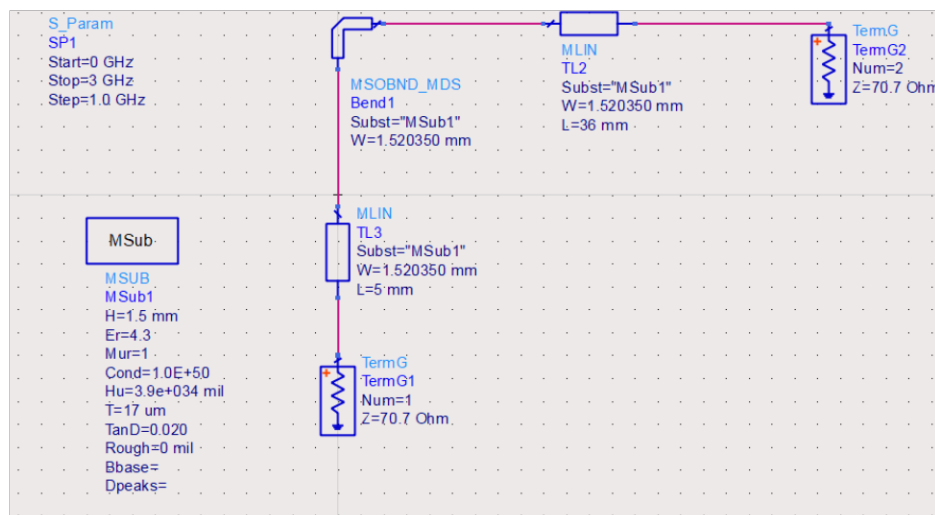 S_Param
SP1
Start=0 GHz
Stop=3 GHz
Step=1.0 GHz
MSOBND_MDS
Bend1
Subst="MSub1"
W=1.520350 mm
MLIN
TL2
Subst="MSub1"
W=1.520350 mm
L=36 mm
TermG
TermG2
Num=2
Z=70.7 Ohm
MSub
MSUB
MSub1
H=1.5 mm
Er=4.3
Mur=1
Cond=1.0E+50
Hu=3.9e+034 mil
T=17 um
TanD=0.020
Rough=0 mil
Bbase=
Dpeaks=
MLIN
TL3
Subst="MSub1"
W=1.520350 mm
L=5 mm
TermG
TermG1
Num=1
Z=70.7 Ohm